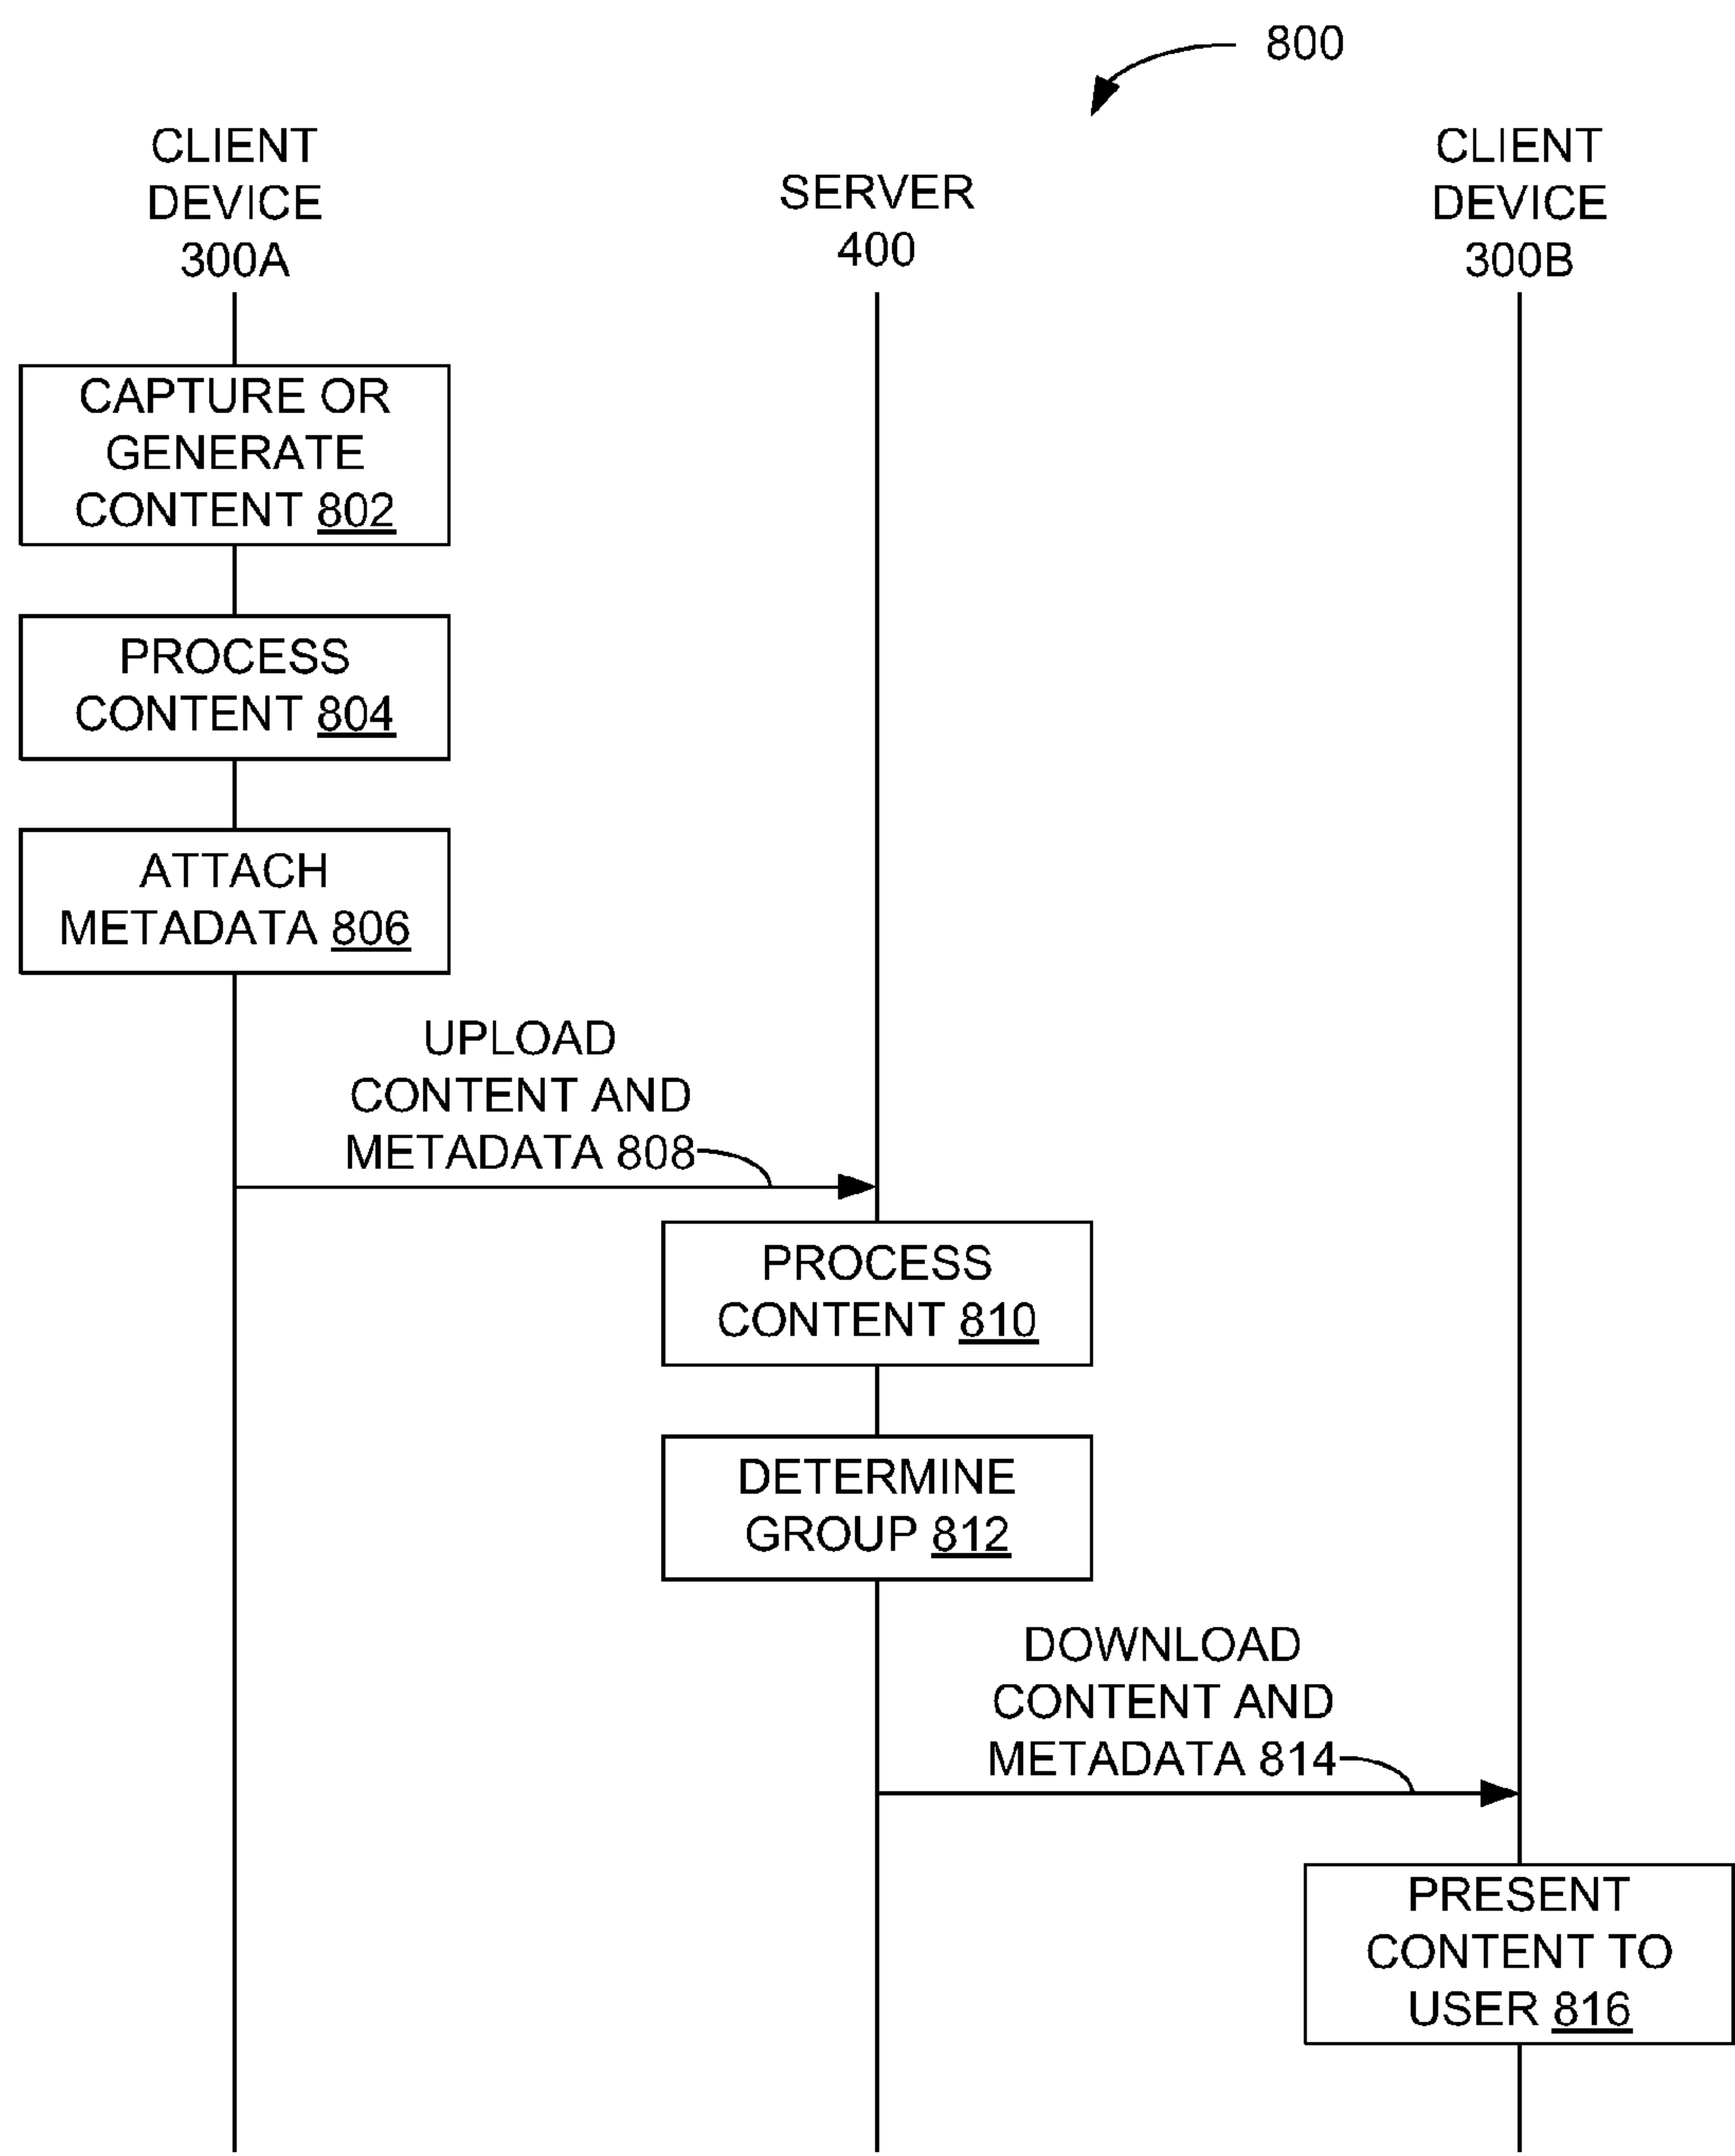 800
CLIENT
DEVICE
300A
SERVER
400
CLIENT
DEVICE
300B
CAPTURE OR
GENERATE
CONTENT 802
PROCESS
CONTENT 804
ATTACH
METADATA 806
UPLOAD
CONTENT AND
METADATA 808
PROCESS
CONTENT 810
DETERMINE
GROUP 812
DOWNLOAD
CONTENT AND
METADATA 814
PRESENT
CONTENT TO
USER 816